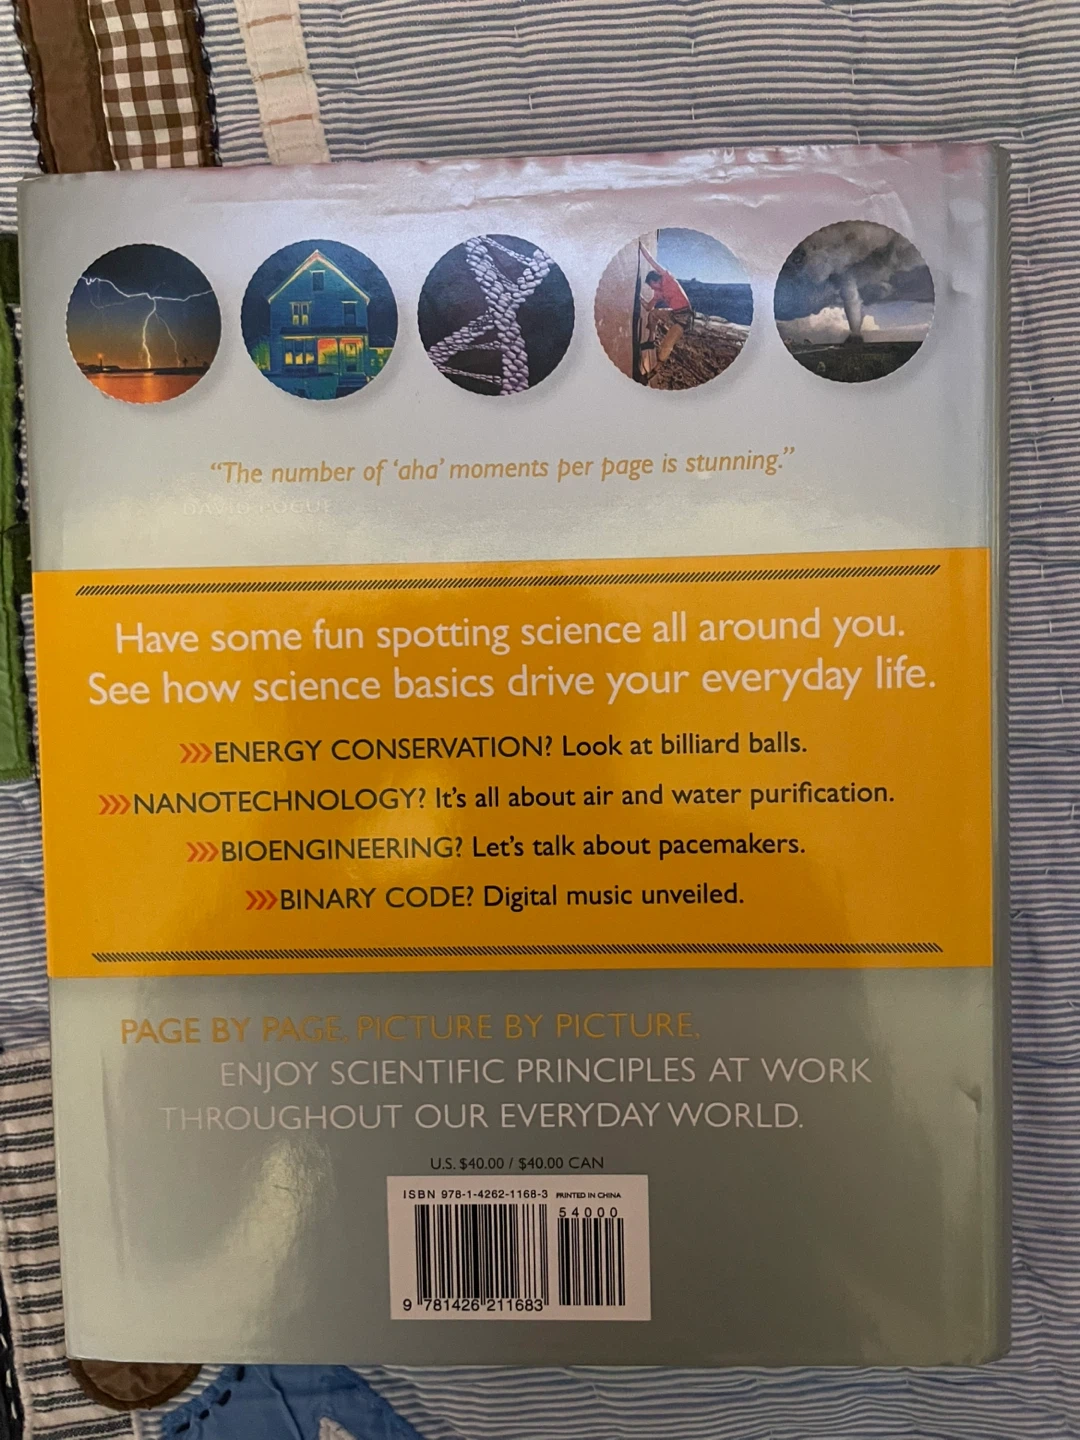 “The number of ‘aha’ moments per page is stunning.”
DAVID POGUE
Have some fun spotting science all around you.
See how science basics drive your everyday life.
»»ENERGY CONSERVATION? Look at billiard balls.
»»NANOTECHNOLOGY? It's all about air and water purification.
»»BIOENGINEERING? Let's talk about pacemakers.
»»BINARY CODE? Digital music unveiled.
PAGE BY PAGE, PICTURE BY PICTURE,
ENJOY SCIENTIFIC PRINCIPLES AT WORK
THROUGHOUT OUR EVERYDAY WORLD.
U.S. $40.00 / $40.00 CAN
ISBN 978-1-4262-1168-3 PRINTED IN CHINA
54000
9 781426 211683